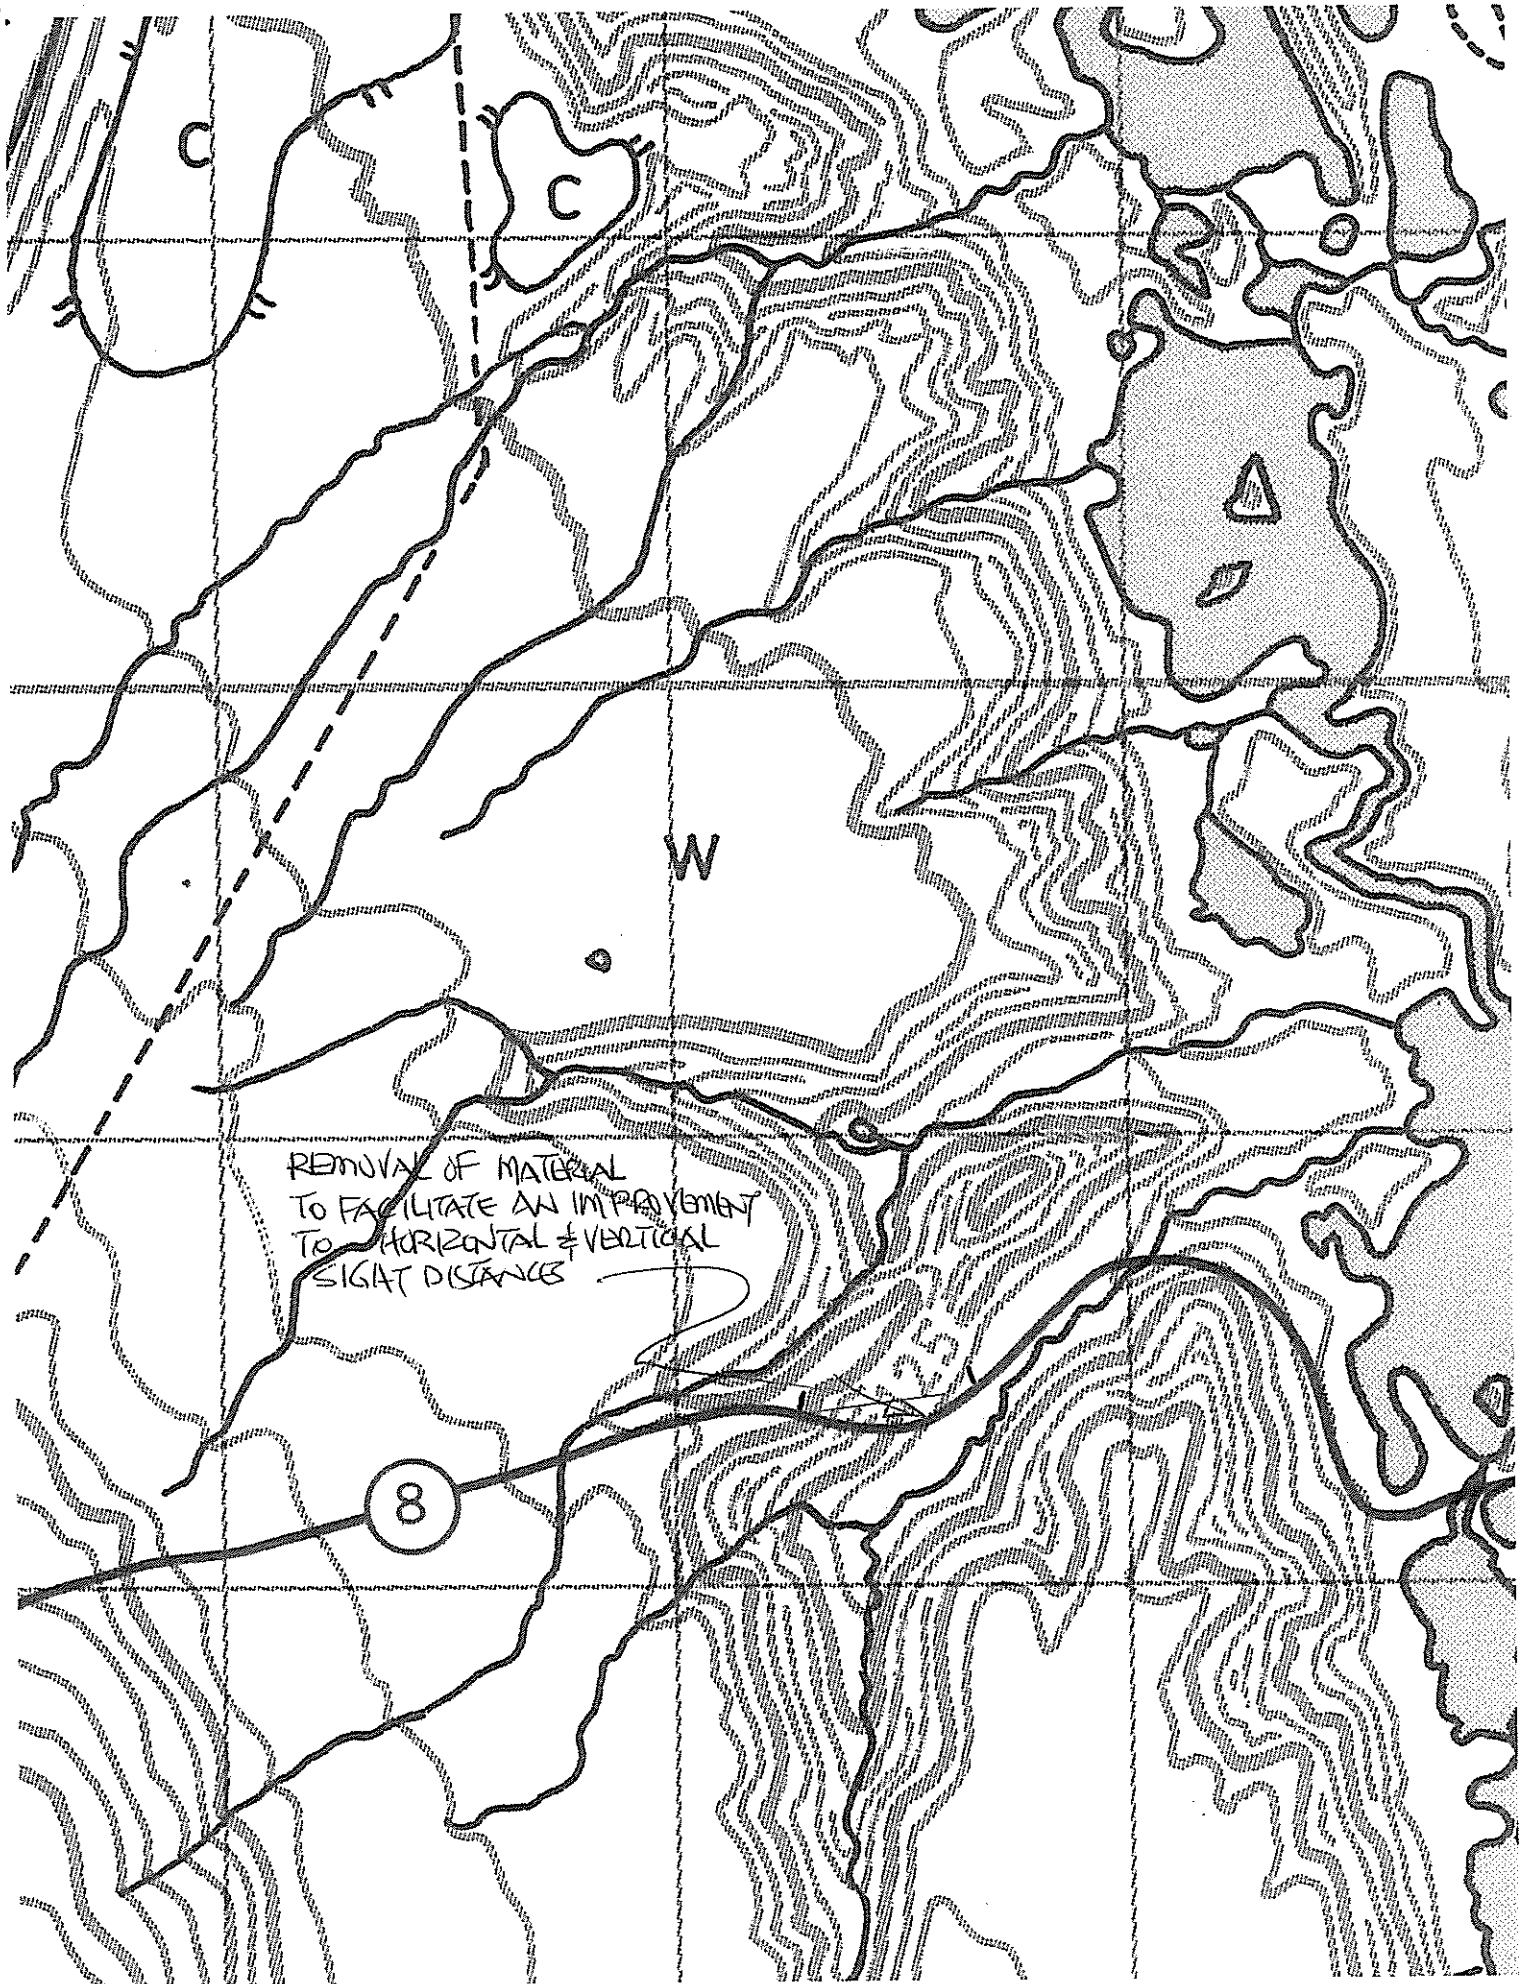 C
C
W
REMOVAL OF MATERIAL
TO FACILITATE AN IMPROVEMENT
TO HORIZONTAL & VERTICAL
SIGHT DISTANCES
8